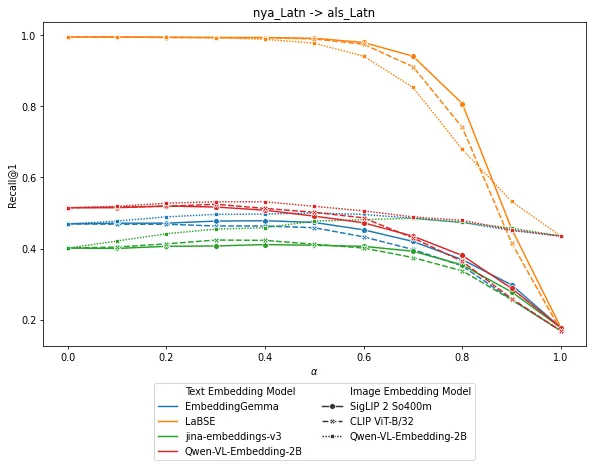 nya_Latn -> als_Latn
Recall@1
1.0
0.8
0.6
0.4
0.2
0.0 0.2 0.4 0.6 0.8 1.0
α
Text Embedding Model Image Embedding Model
EmbeddingGemma SigLIP 2 So400m
LaBSE CLIP ViT-B/32
jina-embeddings-v3 Qwen-VL-Embedding-2B
Qwen-VL-Embedding-2B